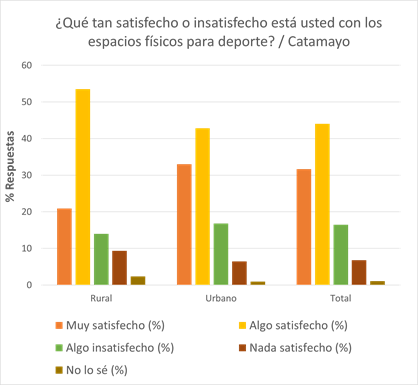 ¿Qué tan satisfecho o insatisfecho está usted con los
espacios físicos para deporte? / Catamayo
60
50
40
30
20
10
0
% Respuestas
Rural
Urbano
Total
Muy satisfecho (%)
Algo satisfecho (%)
Algo insatisfecho (%)
Nada satisfecho (%)
No lo sé (%)